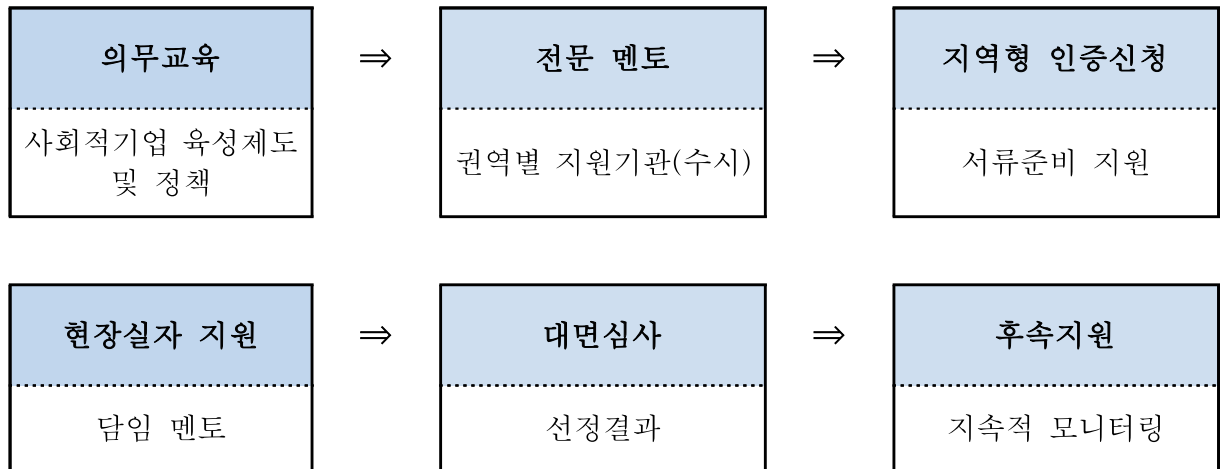 의무교육 ⇒ 전문 멘토 ⇒ 지역형 인증신청
사회적기업 육성제도
및 정책
권역별 지원기관(수시)
서류준비 지원
현장실자 지원 ⇒ 대면심사 ⇒ 후속지원
담임 멘토
선정결과
지속적 모니터링